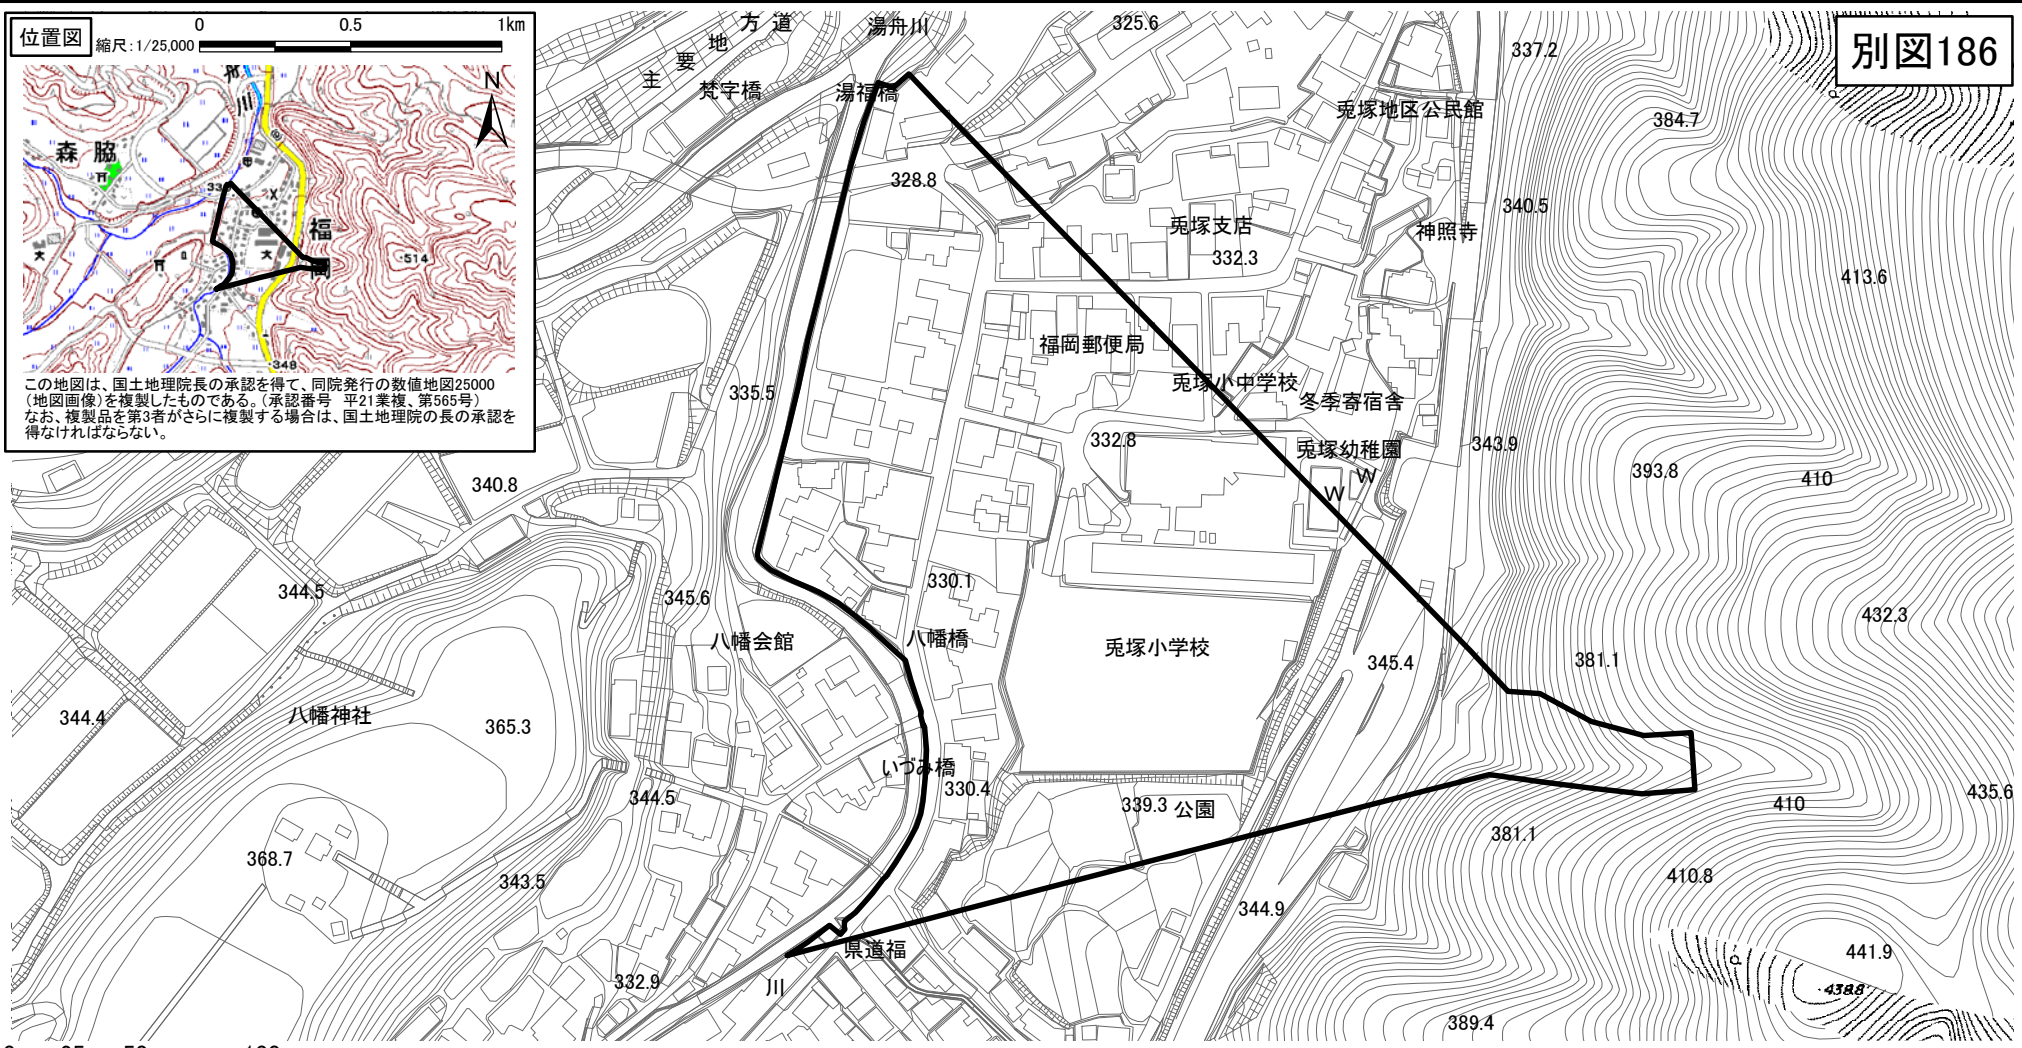 位置図
縮尺:1/25,000
0 0.5 1km
N
森脇
川
福
岡
514
348
この地図は、国土地理院長の承認を得て、同院発行の数値地図25000
(地図画像)を複製したものである。(承認番号 平21業複、第565号)
なお、複製品を第3者がさらに複製する場合は、国土地理院の長の承認を
得なければならない。
別図186
主要地方道
湯舟川
325.6
337.2
梵字橋
湯福橋
兎塚地区公民館
384.7
328.8
340.5
兎塚支店
神照寺
332.3
413.6
福岡郵便局
335.5
兎塚小中学校
冬季寄宿舎
332.8
343.9
兎塚幼稚園
W
W
393.8
410
340.8
344.5
345.6
330.1
432.3
八幡会館
八幡橋
兎塚小学校
345.4
381.1
344.4
八幡神社
365.3
いづみ橋
344.5
330.4
339.3
公園
410
435.6
381.1
368.7
343.5
410.8
344.9
県道福
441.9
332.9
川
438.8
389.4